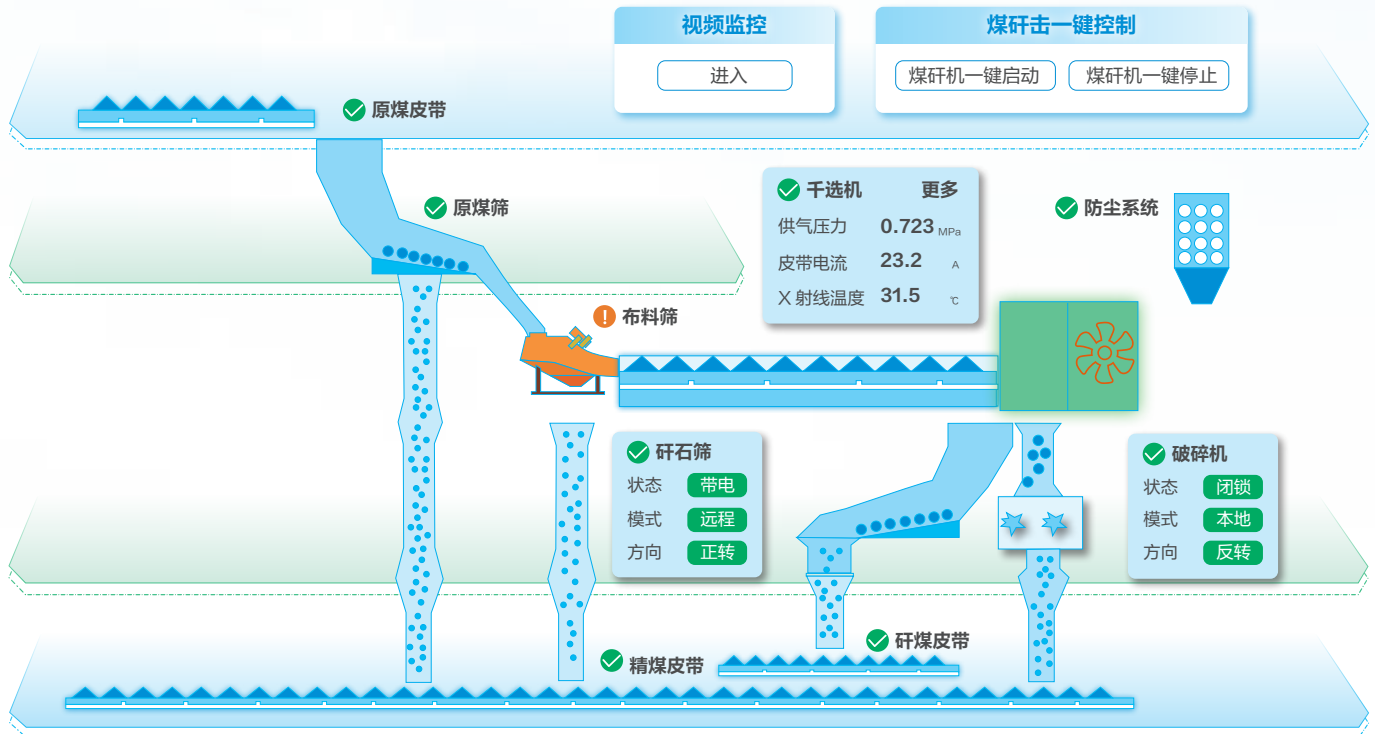 视频监控
进入
煤矸击一键控制
煤矸机一键启动
煤矸机一键停止
原煤皮带
原煤筛
千选机 更多
供气压力 0.723 MPa
皮带电流 23.2 A
X射线温度 31.5 ℃
防尘系统
布料筛
矸石筛
状态 带电
模式 远程
方向 正转
破碎机
状态 闭锁
模式 本地
方向 反转
矸煤皮带
精煤皮带